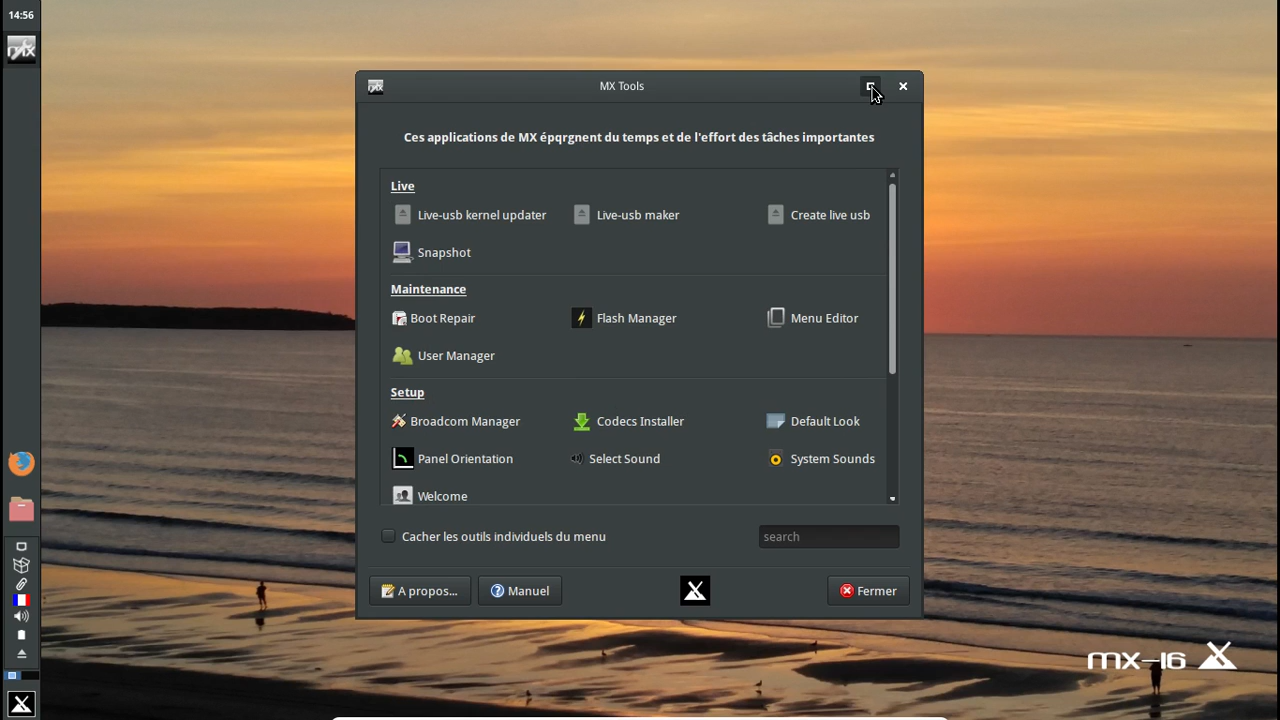 14:56
mx
MX Tools
Ces applications de MX épqrgnent du temps et de l'effort des tâches importantes
Live
Live-usb kernel updater
Live-usb maker
Create live usb
Snapshot
Maintenance
Boot Repair
Flash Manager
Menu Editor
User Manager
Setup
Broadcom Manager
Codecs Installer
Default Look
Panel Orientation
Select Sound
System Sounds
Welcome
Cacher les outils individuels du menu
search
A propos...
Manuel
Fermer
mx-16